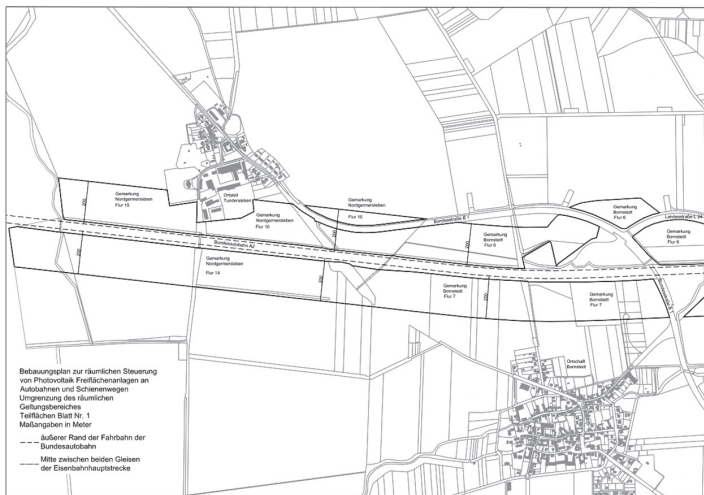 Gemarkung
Nordgermersleben
Flur 15
200
Ortsteil
Tundersleben
Gemarkung
Nordgermersleben
Flur 16
Gemarkung
Nordgermersleben
Flur 16
200
Bundesstraße B 1
Gemarkung
Bornstedt
Flur 6
Landesstraße L 24
Gemarkung
Bornstedt
Flur 6
Gemarkung
Bornstedt
Flur 6
200
Bundesautobahn A2
200
Gemarkung
Nordgermersleben
Flur 14
200
Gemarkung
Bornstedt
Flur 7
200
Gemarkung
Bornstedt
Flur 7
Ortschaft
Bornstedt
Bebauungsplan zur räumlichen Steuerung
von Photovoltaik Freiflächenanlagen an
Autobahnen und Schienenwegen
Umgrenzung des räumlichen
Geltungsbereiches
Teilflächen Blatt Nr. 1
Maßangaben in Meter
äußerer Rand der Fahrbahn der
Bundesautobahn
Mitte zwischen beiden Gleisen
der Eisenbahnhauptstrecke